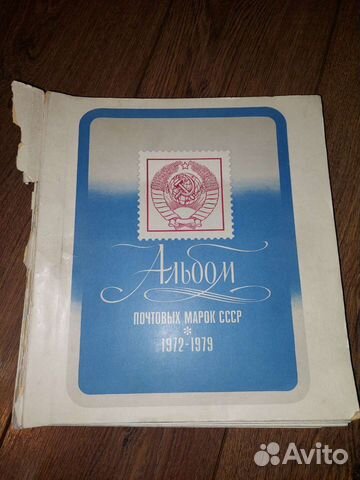 Альбом
ПОЧТОВЫХ МАРОК СССР
*
1972-1979
Avito